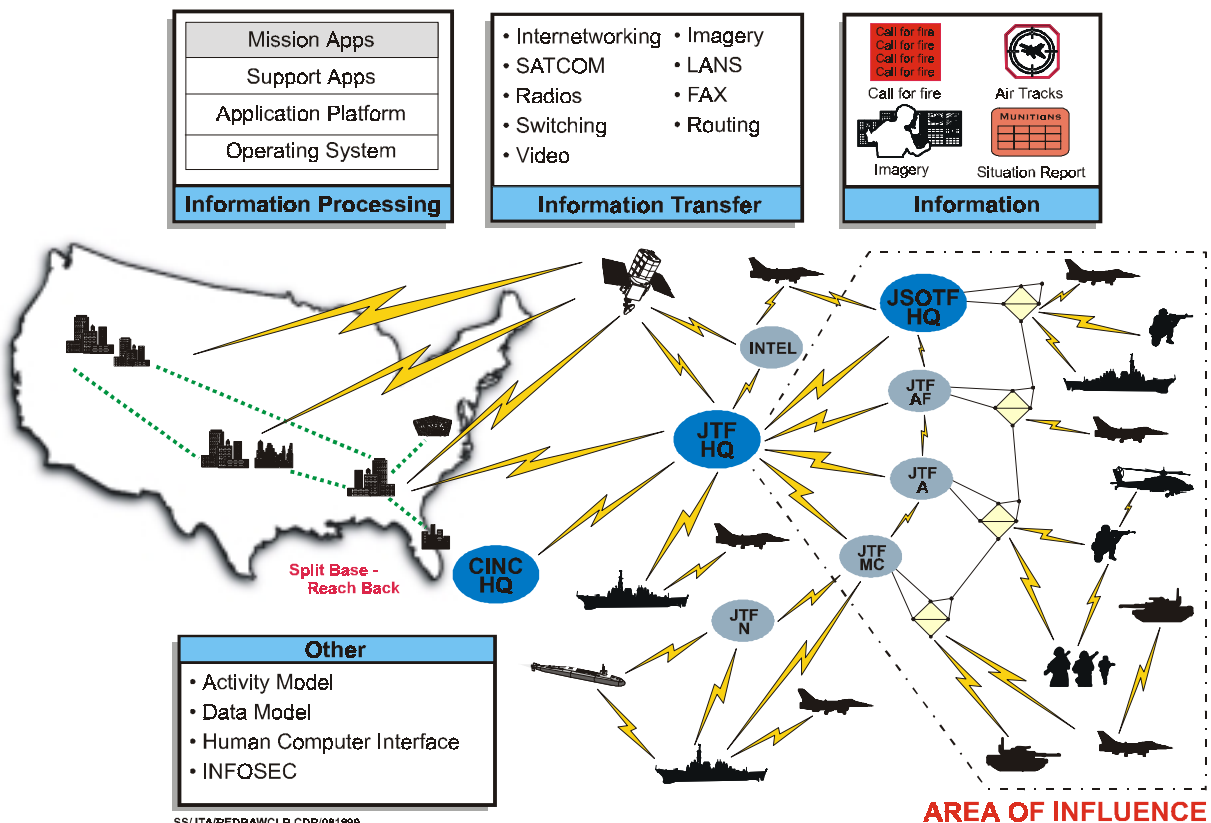 Mission Apps
Support Apps
Application Platform
Operating System
Information Processing
• Internetworking
• SATCOM
• Radios
• Switching
• Video
• Imagery
• LANS
• FAX
• Routing
Information Transfer
Call for fire
Call for fire
Call for fire
Call for fire
Call for fire
Air Tracks
Imagery
MUNITIANS
Situation Report
Information
JSOTF
HQ
INTEL
JTF
AF
JTF
HQ
JTF
A
JTF
MC
CINC
HQ
JTF
N
Split Base -
Reach Back
Other
• Activity Model
• Data Model
• Human Computer Interface
• INFOSEC
AREA OF INFLUENCE